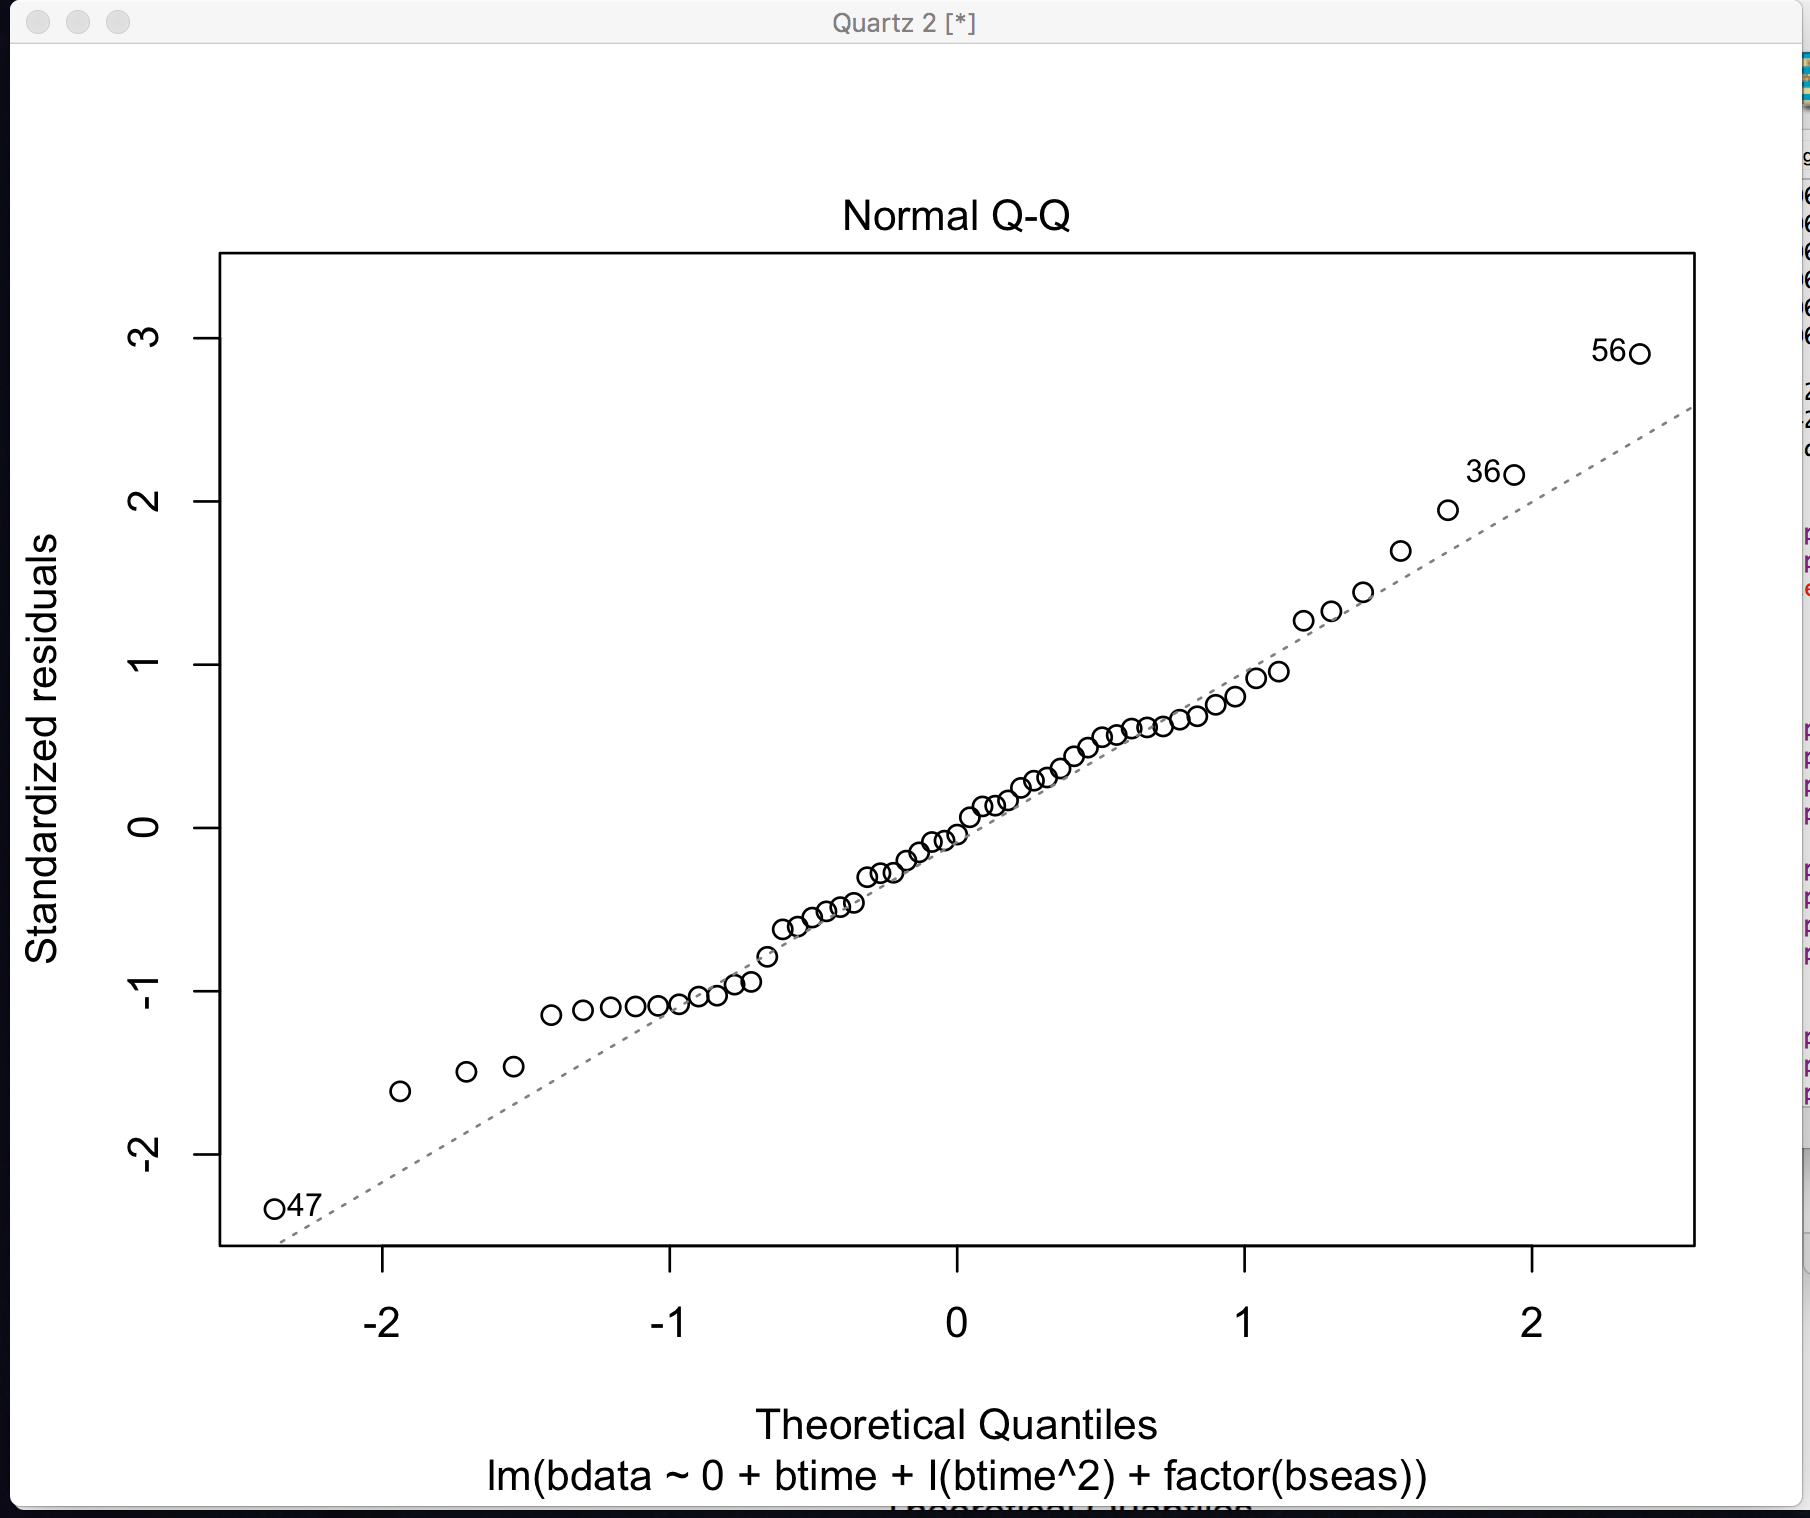 Quartz 2 [*]
Normal Q-Q
Standardized residuals
3
2
1
0
-1
-2
56
36
47
-2
-1
0
1
2
Theoretical Quantiles
lm(bdata ~ 0 + btime + I(btime^2) + factor(bseas))